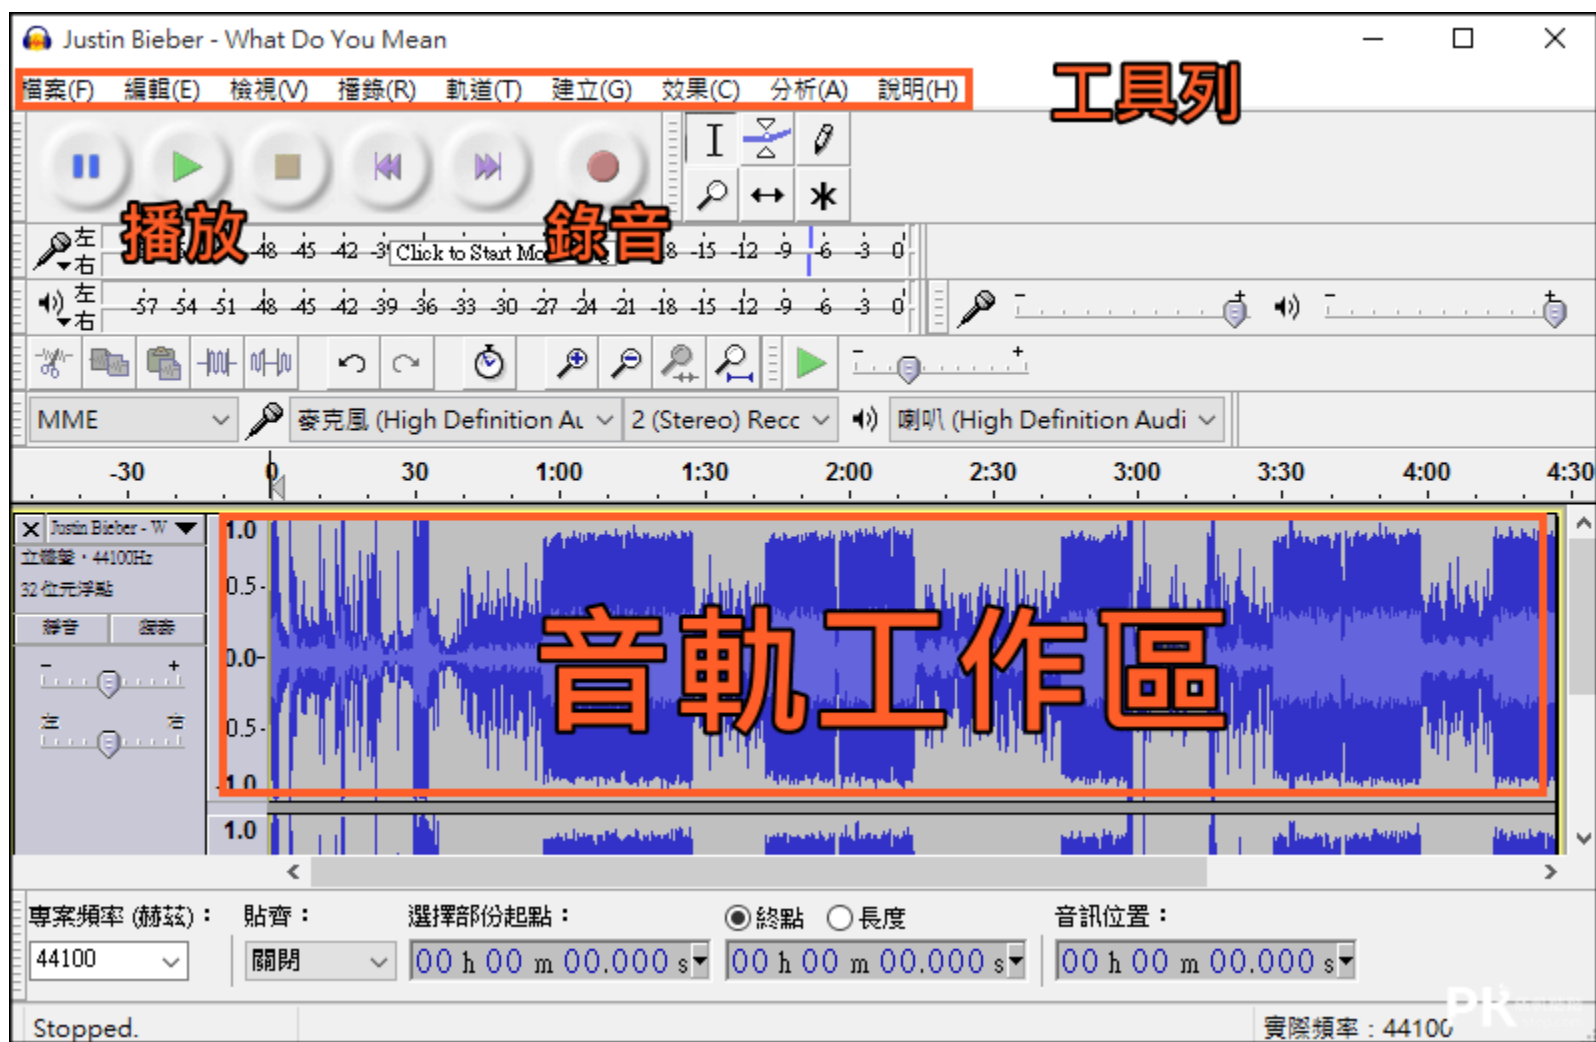 Justin Bieber - What Do You Mean
檔案(F) 編輯(E) 檢視(V) 播錄(R) 軌道(T) 建立(G) 效果(C) 分析(A) 說明(H)
工具列
播放
錄音
左 -48 -45 -42 Click to Start Mo -15 -12 -9 -6 -3 0
右
左 -57 -54 -51 -48 -45 -42 -39 -36 -33 -30 -27 -24 -21 -18 -15 -12 -9 -6 -3 0
右
MME 麥克風 (High Definition Au 2 (Stereo) Recc 喇叭 (High Definition Audi
-30 0 30 1:00 1:30 2:00 2:30 3:00 3:30 4:00 4:30
X Justin Bieber - W 1.0
立體聲，44100Hz
32 位元浮點 0.5
靜音 獨奏
- + 0.0
音軌工作區
左 右 0.5
-1.0
1.0
專案頻率 (赫茲)： 貼齊： 選擇部份起點： 終點 長度 音訊位置：
44100 關閉 00 h 00 m 00.000 s 00 h 00 m 00.000 s 00 h 00 m 00.000 s
PK
Stopped. 實際頻率：44100